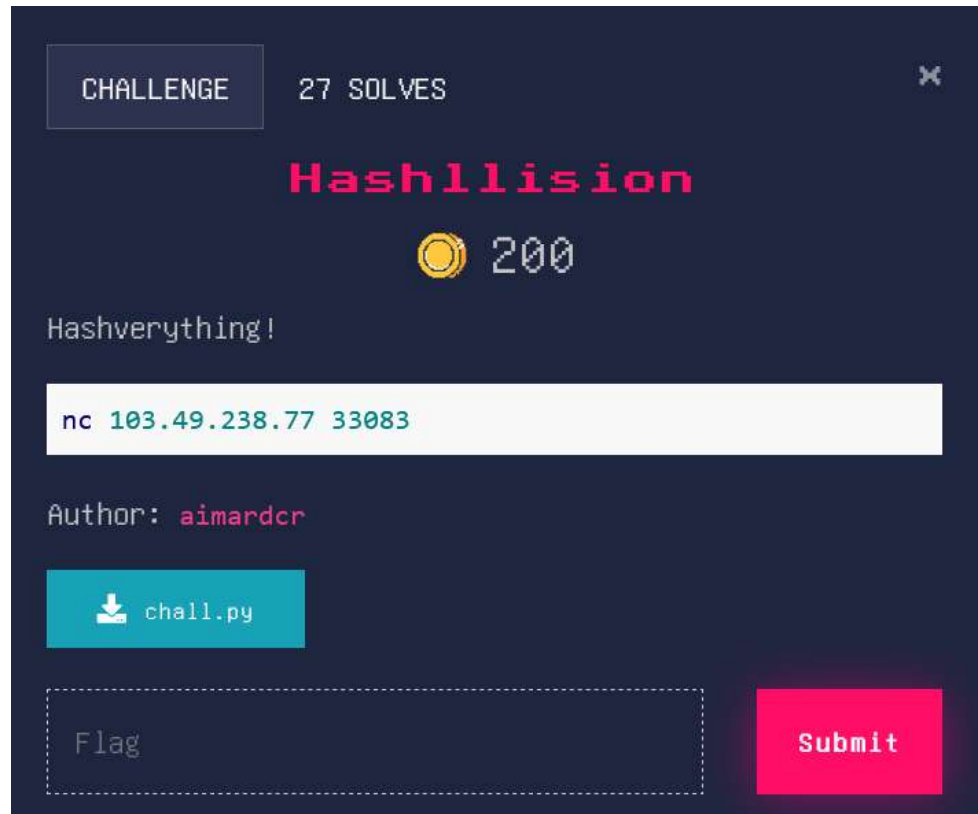 CHALLENGE 27 SOLVES
Hashllision
200
Hashverything!
nc 103.49.238.77 33083
Author: aimardcr
chall.py
Flag
Submit